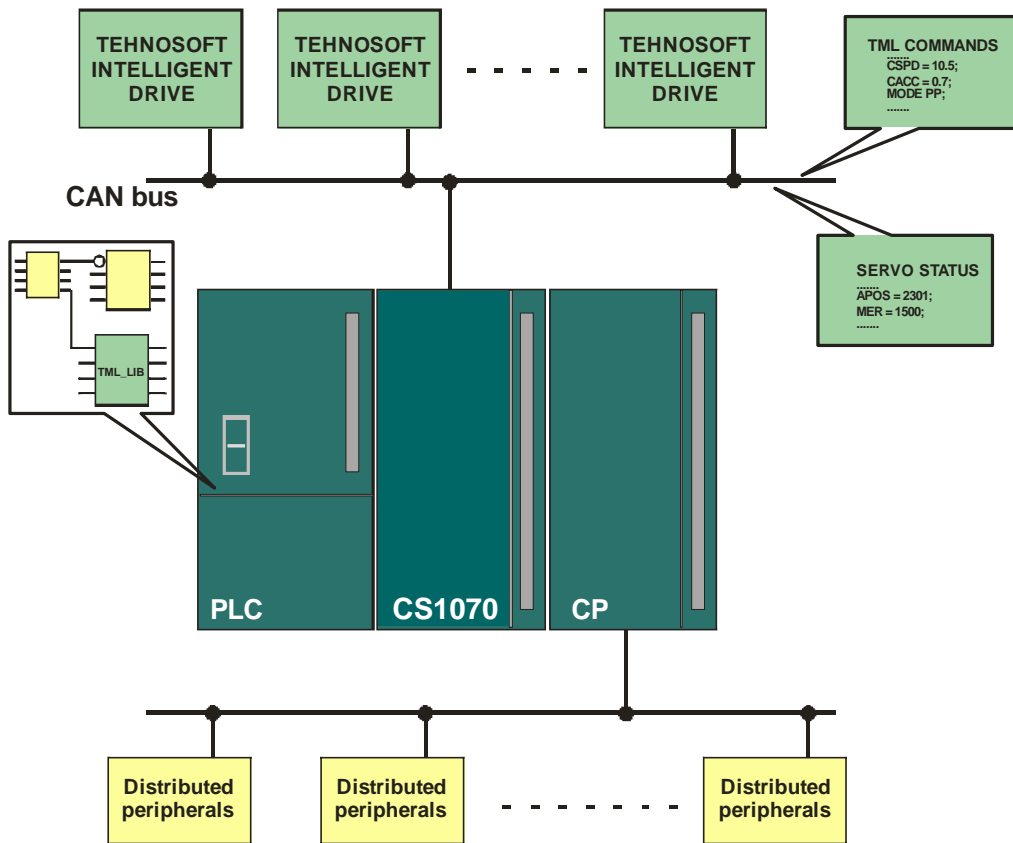 TEHNOSOFT
INTELLIGENT
DRIVE
TEHNOSOFT
INTELLIGENT
DRIVE
TEHNOSOFT
INTELLIGENT
DRIVE
TML COMMANDS
.......
CSPD = 10.5;
CACC = 0.7;
MODE PP;
.......
CAN bus
SERVO STATUS
.......
APOS = 2301;
MER = 1500;
.......
TML_LIB
PLC
CS1070
CP
Distributed
peripherals
Distributed
peripherals
Distributed
peripherals